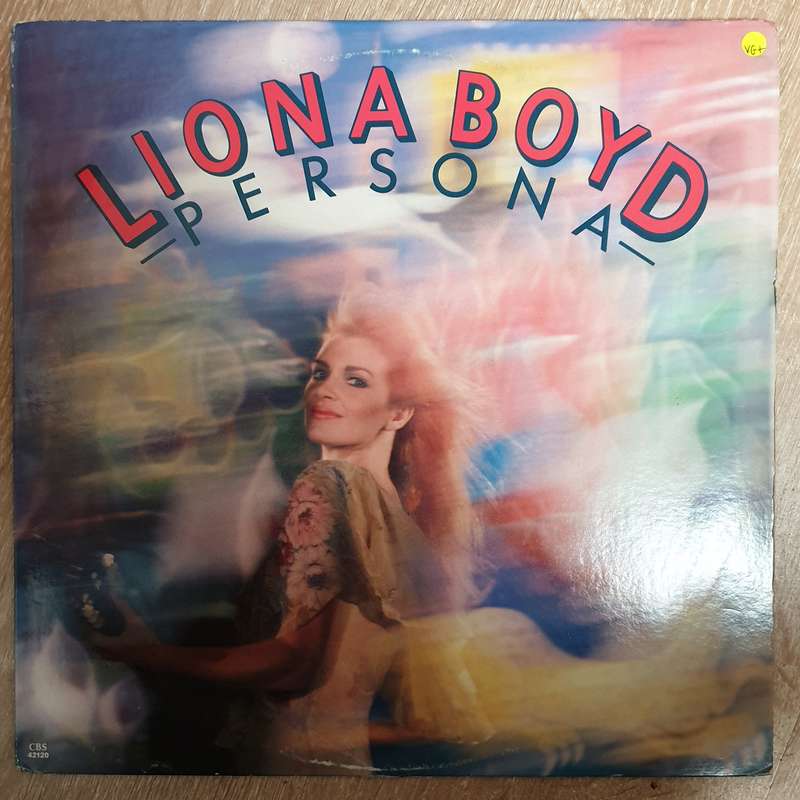 LIONA BOYD
PERSONA
VG+
CBS
42120